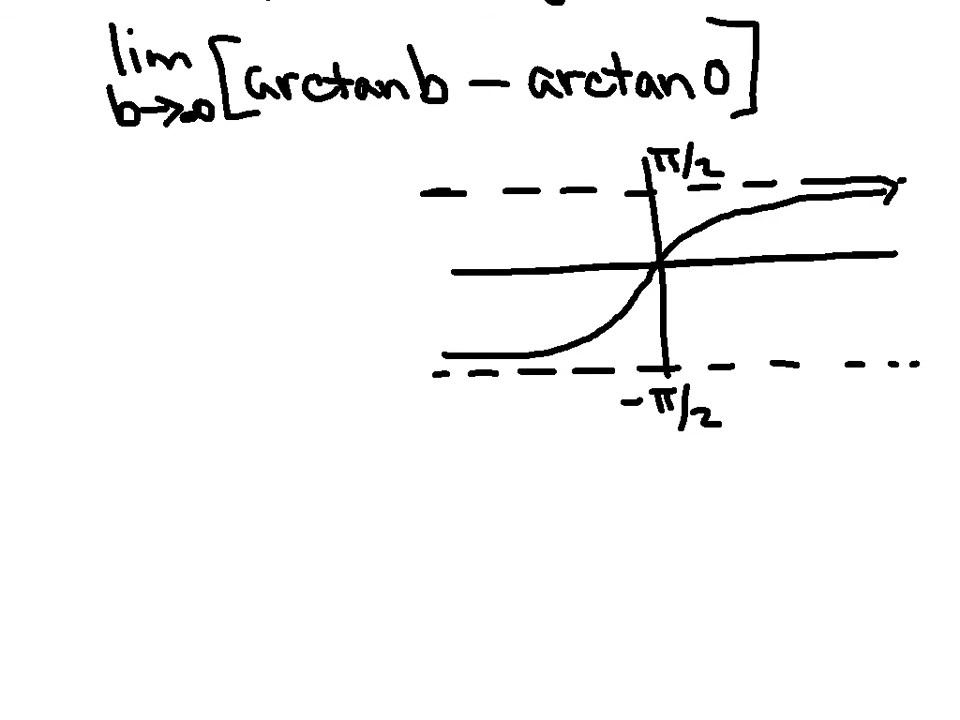 lim b→∞ [arctan b − arctan 0]
π/2
-π/2